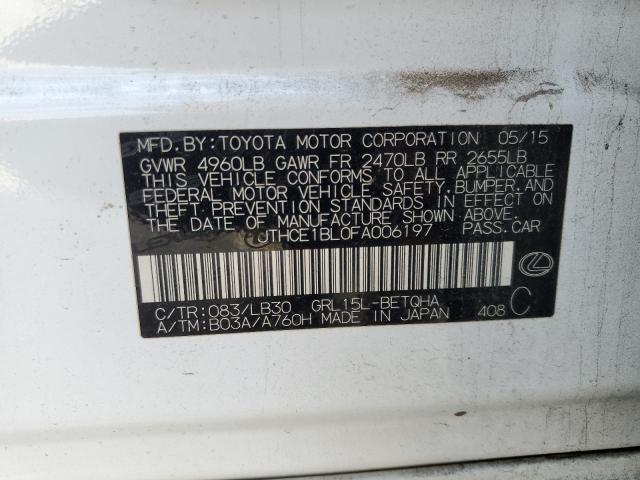 MFD. BY: TOYOTA MOTOR CORPORATION 05/15
GVWR 4960LB GAWR FR 2470LB RR 2655LB
THIS VEHICLE CONFORMS TO ALL APPLICABLE
FEDERAL MOTOR VEHICLE SAFETY, BUMPER, AND
THEFT PREVENTION STANDARDS IN EFFECT ON
THE DATE OF MANUFACTURE SHOWN ABOVE.
JTHCE1BL0FA006197 PASS. CAR
C/TR: 083/LB30 GRL15L-BETQHA
A/TM: B03A/A760H MADE IN JAPAN 408 C